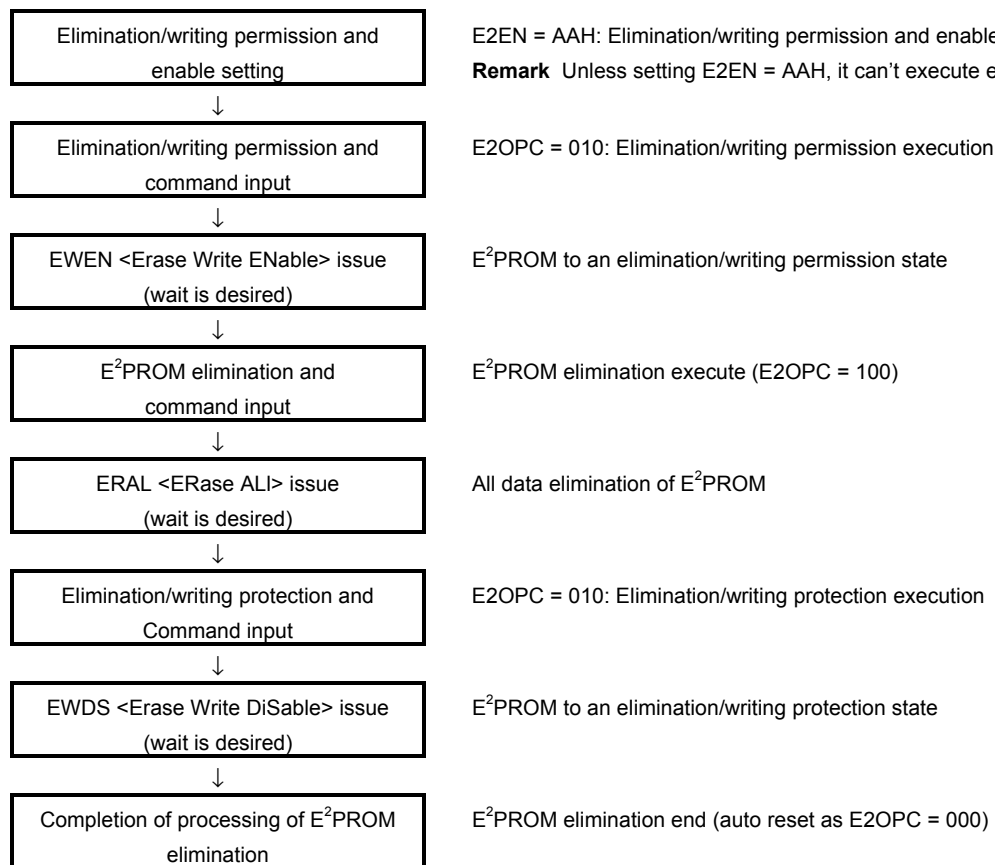 Elimination/writing permission and
enable setting
E2EN = AAH: Elimination/writing permission and enable
Remark Unless setting E2EN = AAH, it can't execute e
↓
Elimination/writing permission and
command input
E2OPC = 010: Elimination/writing permission execution
↓
EWEN <Erase Write ENable> issue
(wait is desired)
E²PROM to an elimination/writing permission state
↓
E²PROM elimination and
command input
E²PROM elimination execute (E2OPC = 100)
↓
ERAL <ERase ALl> issue
(wait is desired)
All data elimination of E²PROM
↓
Elimination/writing protection and
Command input
E2OPC = 010: Elimination/writing protection execution
↓
EWDS <Erase Write DiSable> issue
(wait is desired)
E²PROM to an elimination/writing protection state
↓
Completion of processing of E²PROM
elimination
E²PROM elimination end (auto reset as E2OPC = 000)